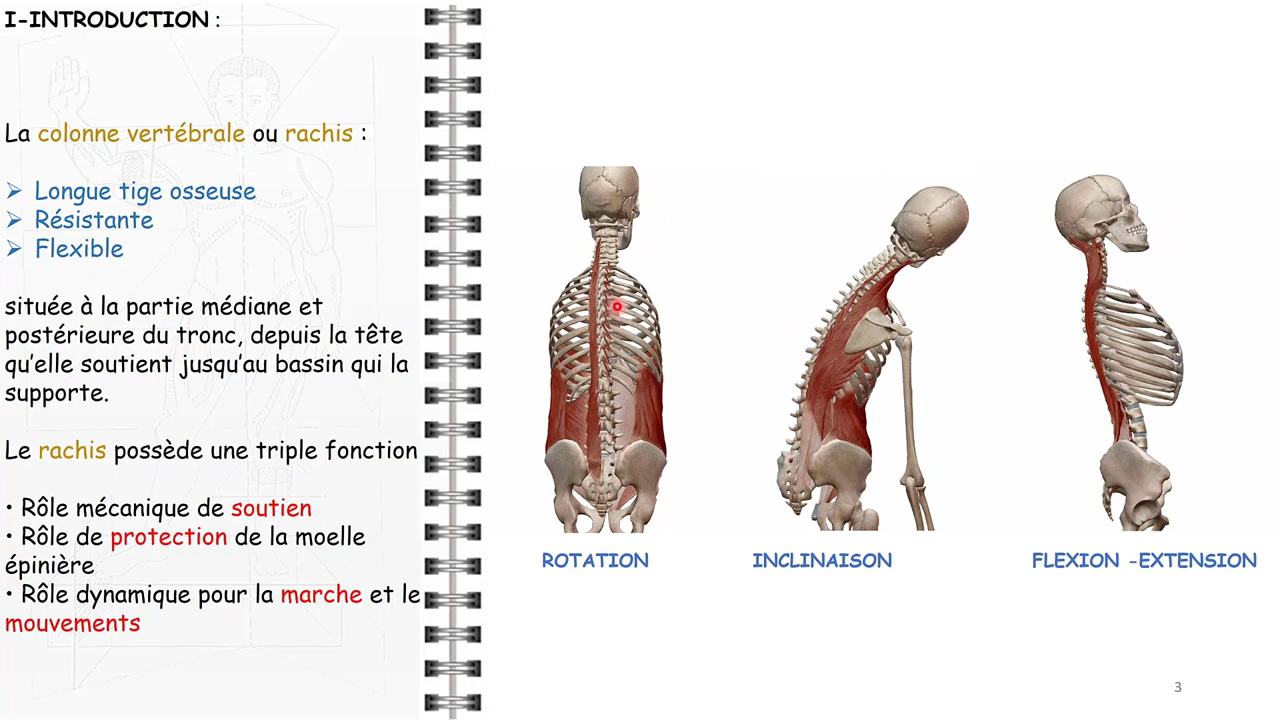 I-INTRODUCTION :
La colonne vertébrale ou rachis :
➢ Longue tige osseuse
➢ Résistante
➢ Flexible
située à la partie médiane et
postérieure du tronc, depuis la tête
qu’elle soutient jusqu’au bassin qui la
supporte.
Le rachis possède une triple fonction
• Rôle mécanique de soutien
• Rôle de protection de la moelle
épinière
• Rôle dynamique pour la marche et le
mouvements
ROTATION
INCLINAISON
FLEXION -EXTENSION
3